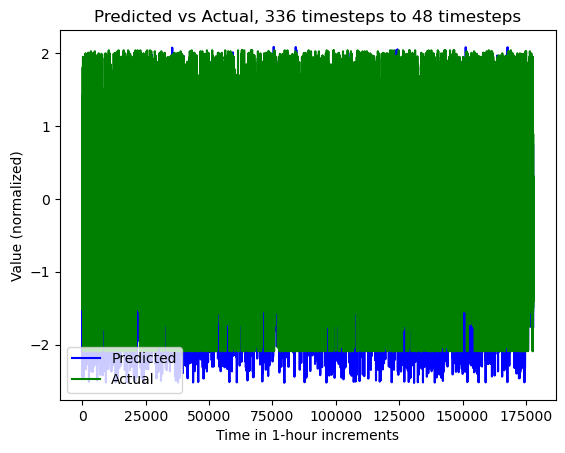 Predicted vs Actual, 336 timesteps to 48 timesteps
Value (normalized)
2
1
0
−1
−2
Predicted
Actual
0 25000 50000 75000 100000 125000 150000 175000
Time in 1-hour increments